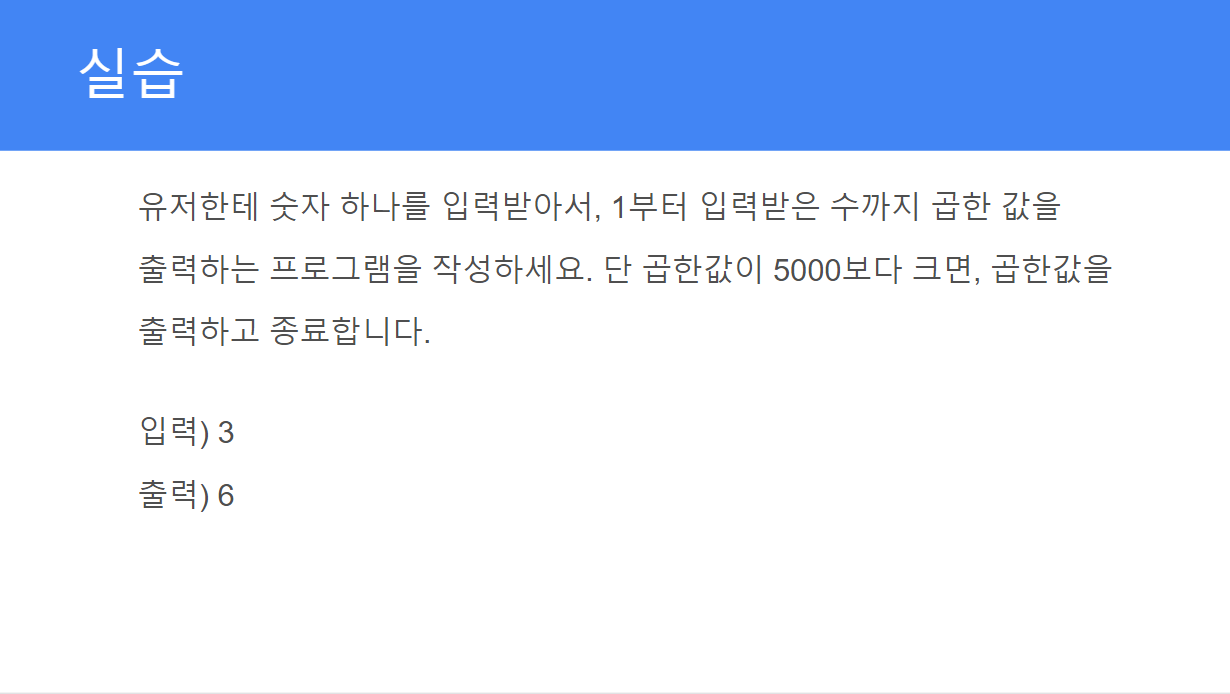 실습
유저한테 숫자 하나를 입력받아서, 1부터 입력받은 수까지 곱한 값을
출력하는 프로그램을 작성하세요. 단 곱한값이 5000보다 크면, 곱한값을
출력하고 종료합니다.
입력) 3
출력) 6